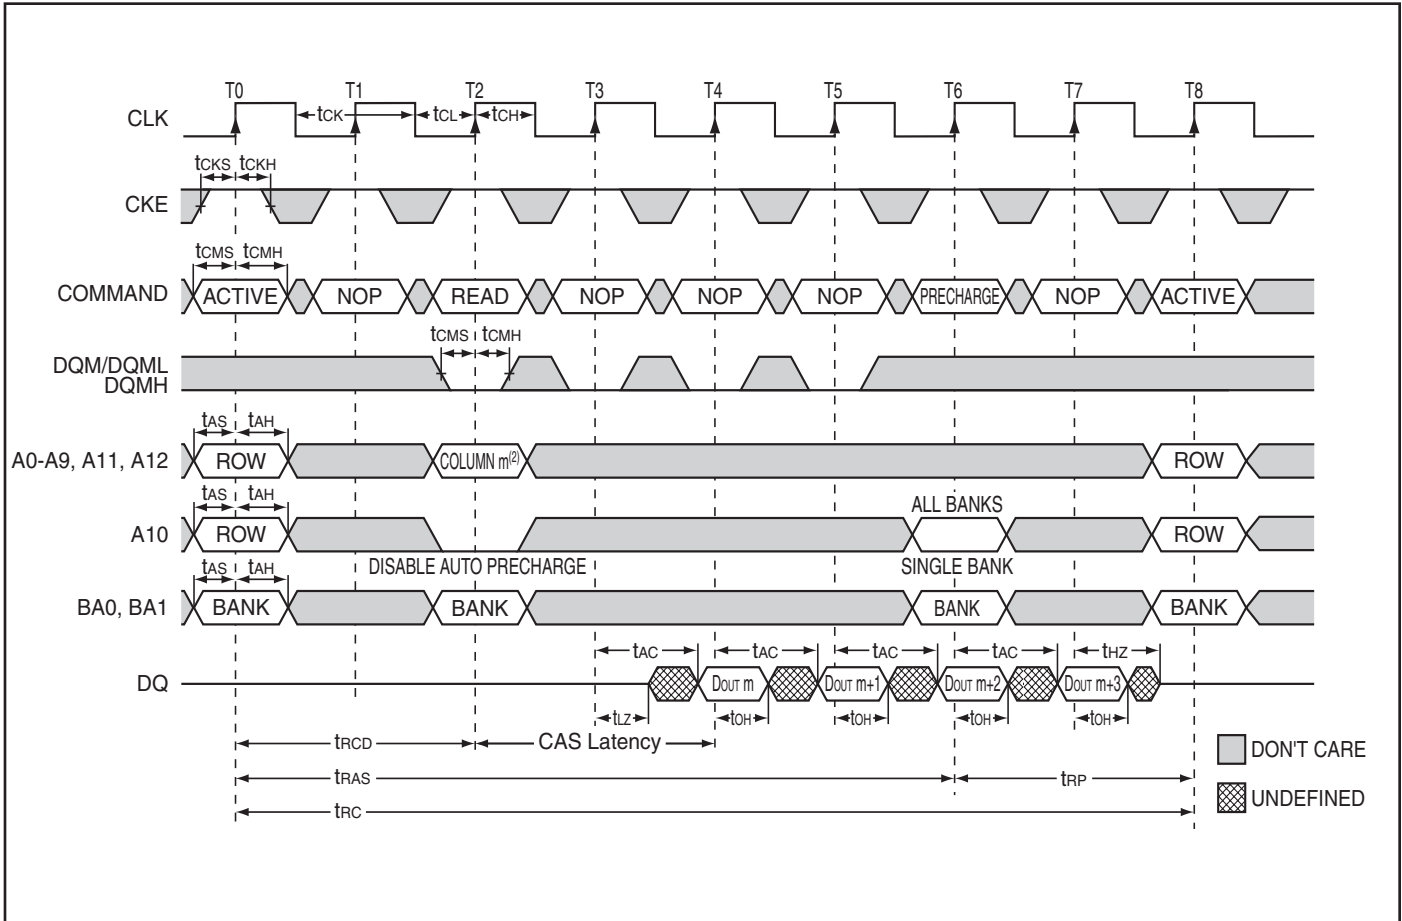 T0 T1 T2 T3 T4 T5 T6 T7 T8
CLK tCK tCL tCH
tCKS tCKH
CKE
tCMS tCMH
COMMAND ACTIVE NOP READ NOP NOP NOP PRECHARGE NOP ACTIVE
tCMS tCMH
DQM/DQML
DQMH
tAS tAH
A0-A9, A11, A12 ROW COLUMN m(2) ROW
tAS tAH ALL BANKS
A10 ROW ROW
DISABLE AUTO PRECHARGE SINGLE BANK
tAS tAH
BA0, BA1 BANK BANK BANK BANK
tAC tAC tAC tAC tHZ
DQ DOUT m DOUT m+1 DOUT m+2 DOUT m+3
tLZ tOH tOH tOH tOH
tRCD CAS Latency
DON'T CARE
tRAS tRP
UNDEFINED
tRC